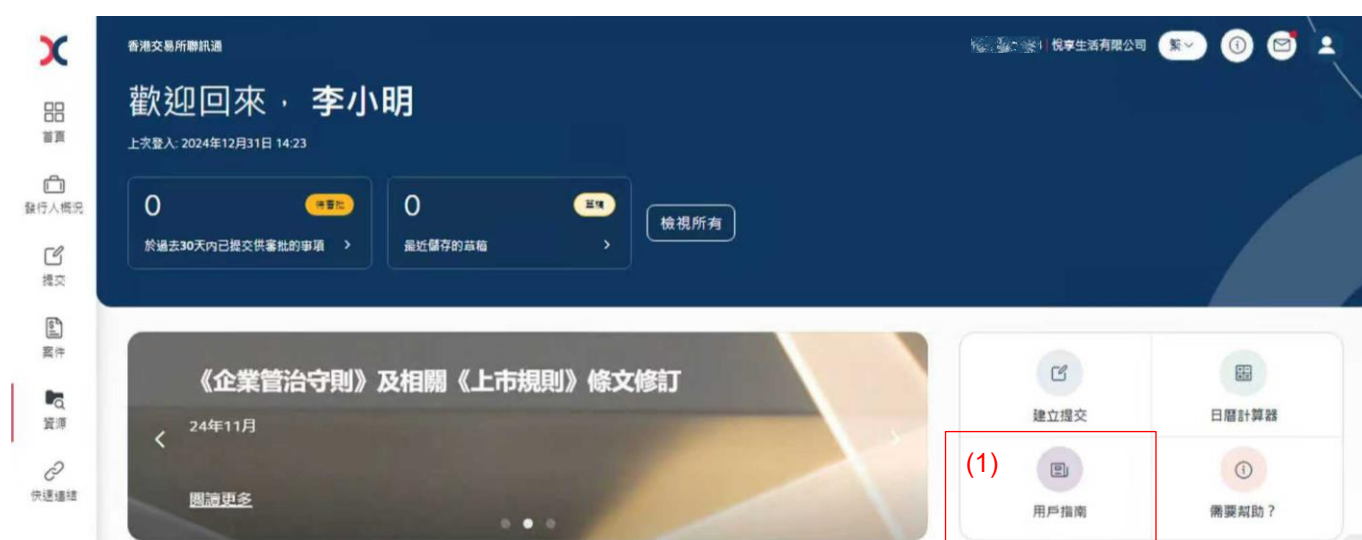 香港交易所聯訊通
悅享生活有限公司
繁
歡迎回來， 李小明
上次登入: 2024年12月31日 14:23
0 待審批
於過去30天內已提交供審批的事項
0 草稿
最近儲存的草稿
檢視所有
首頁
發行人概況
提交
案件
資源
快速連結
《企業管治守則》及相關《上市規則》條文修訂
24年11月
閱讀更多
建立提交
日曆計算器
(1)
用戶指南
需要幫助？